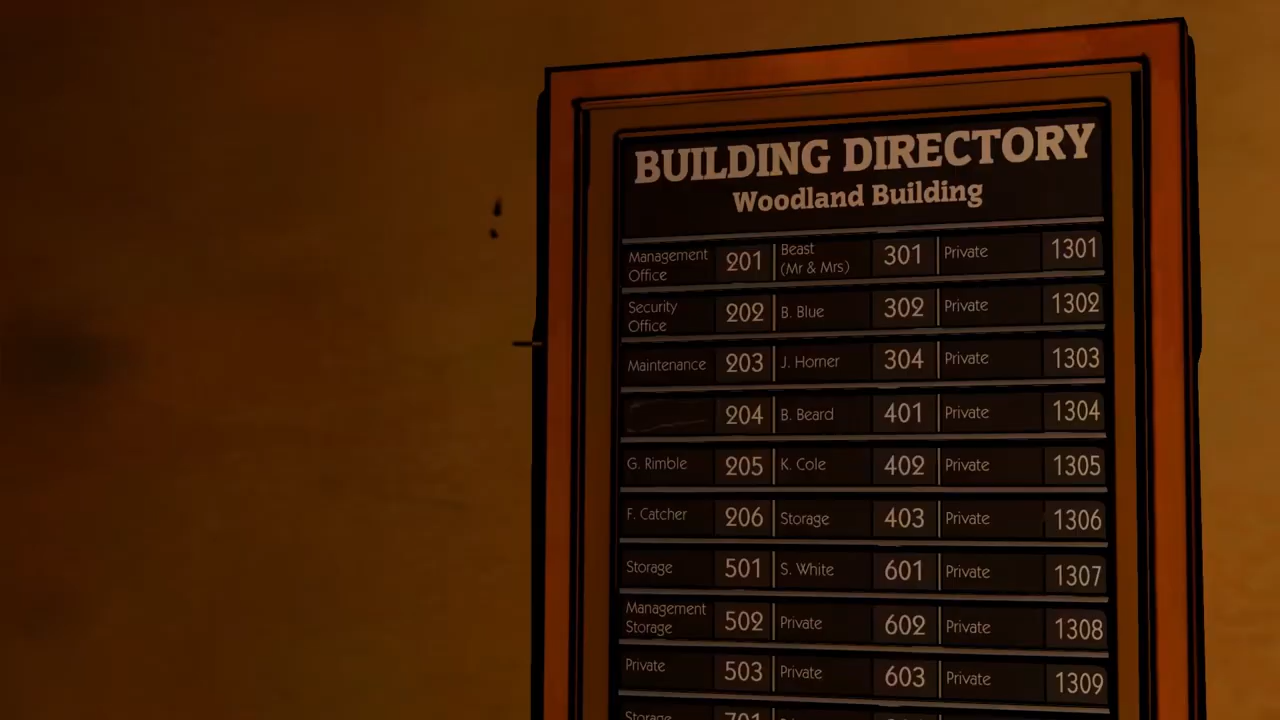 BUILDING DIRECTORY
Woodland Building
Management Office 201 Beast (Mr & Mrs) 301 Private 1301
Security Office 202 B. Blue 302 Private 1302
Maintenance 203 J. Horner 304 Private 1303
204 B. Beard 401 Private 1304
G. Rimble 205 K. Cole 402 Private 1305
F. Catcher 206 Storage 403 Private 1306
Storage 501 S. White 601 Private 1307
Management Storage 502 Private 602 Private 1308
Private 503 Private 603 Private 1309
Storage 701